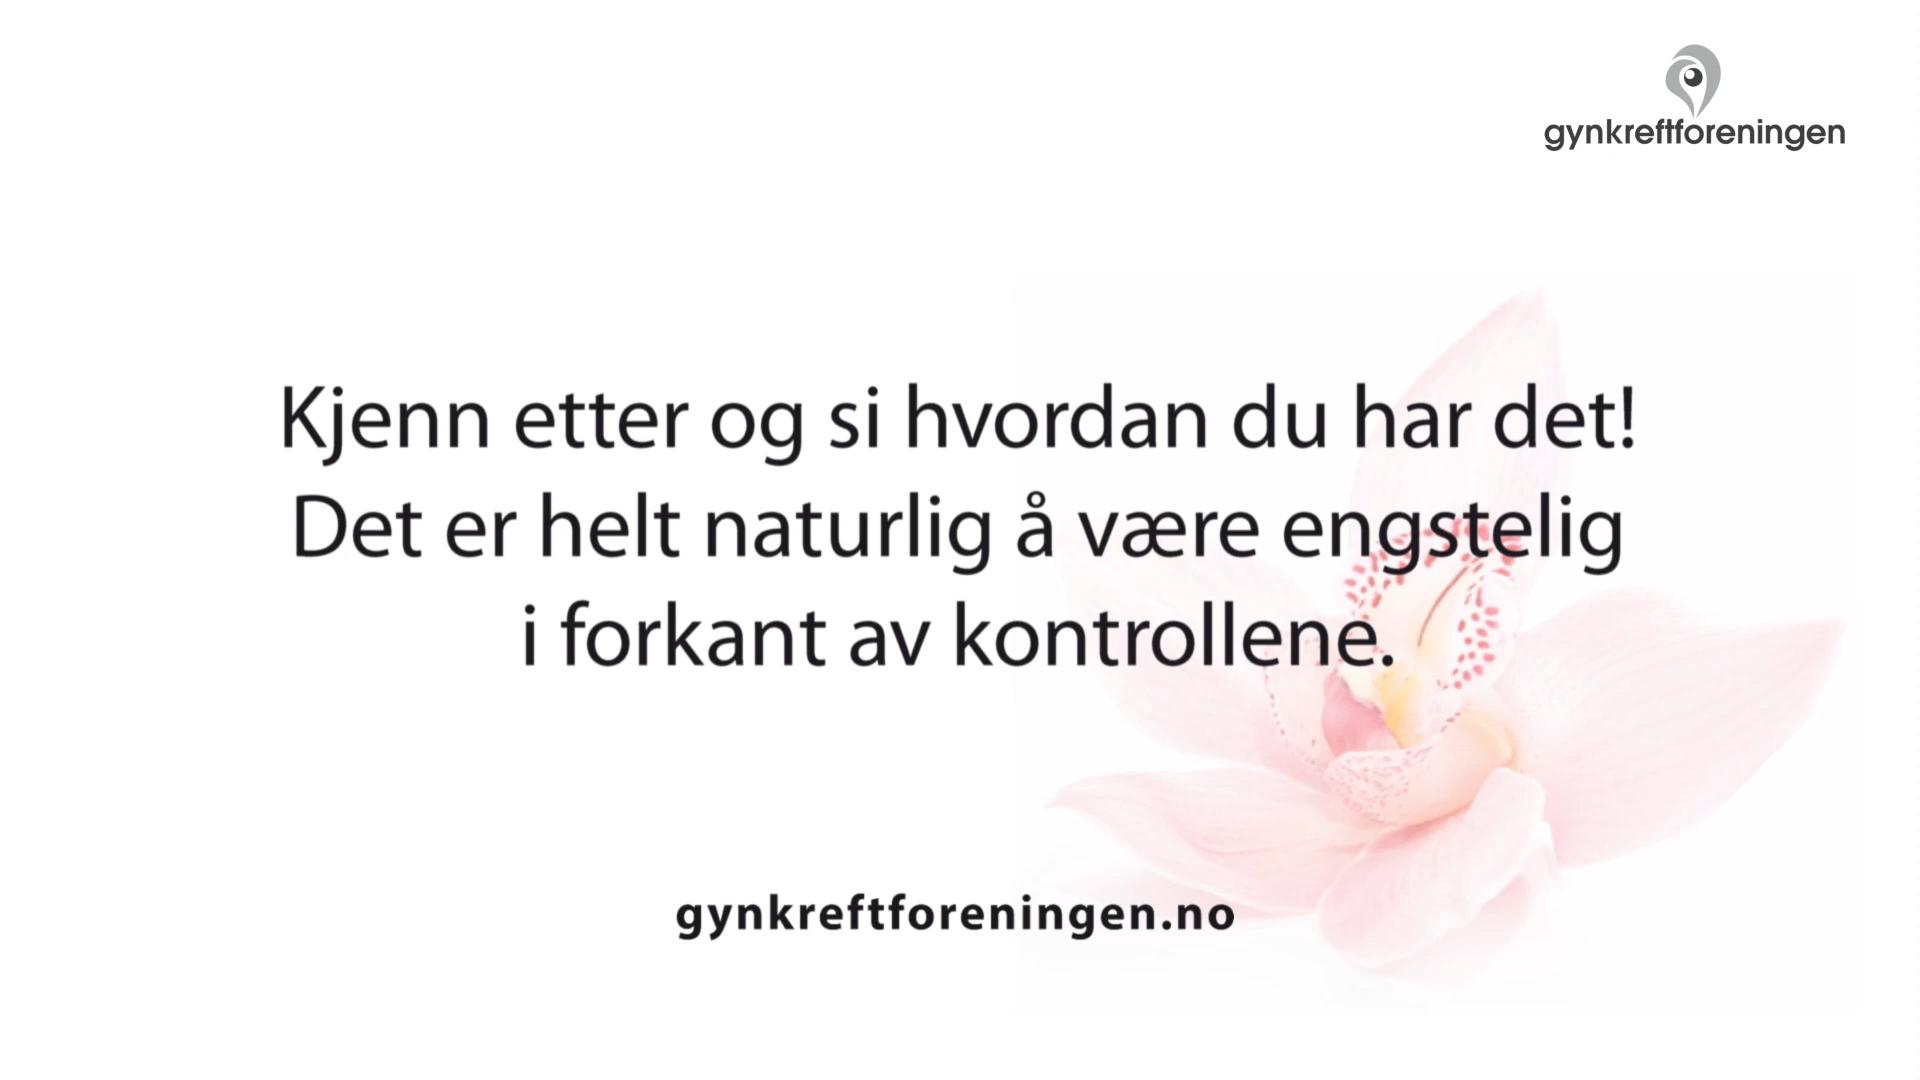 gynkreftforeningen
Kjenn etter og si hvordan du har det!
Det er helt naturlig å være engstelig
i forkant av kontrollene.
gynkreftforeningen.no